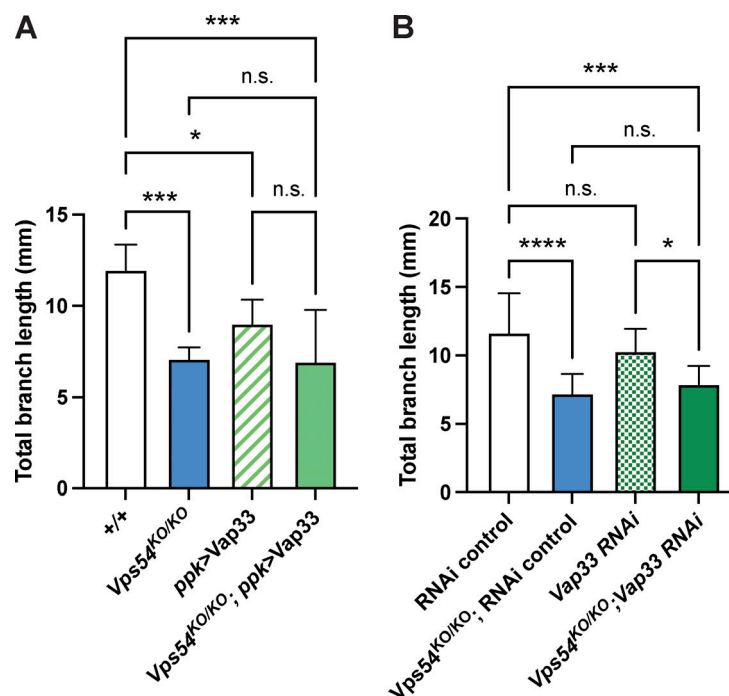 A
***
n.s.
*
n.s.
***
Total branch length (mm)
15
10
5
0
+/+
Vps54KO/KO
ppk>Vap33
Vps54KO/KO; ppk>Vap33
B
***
n.s.
n.s.
****
*
Total branch length (mm)
20
15
10
5
0
RNAi control
Vps54KO/KO; RNAi control
Vap33 RNAi
Vps54KO/KO;Vap33 RNAi